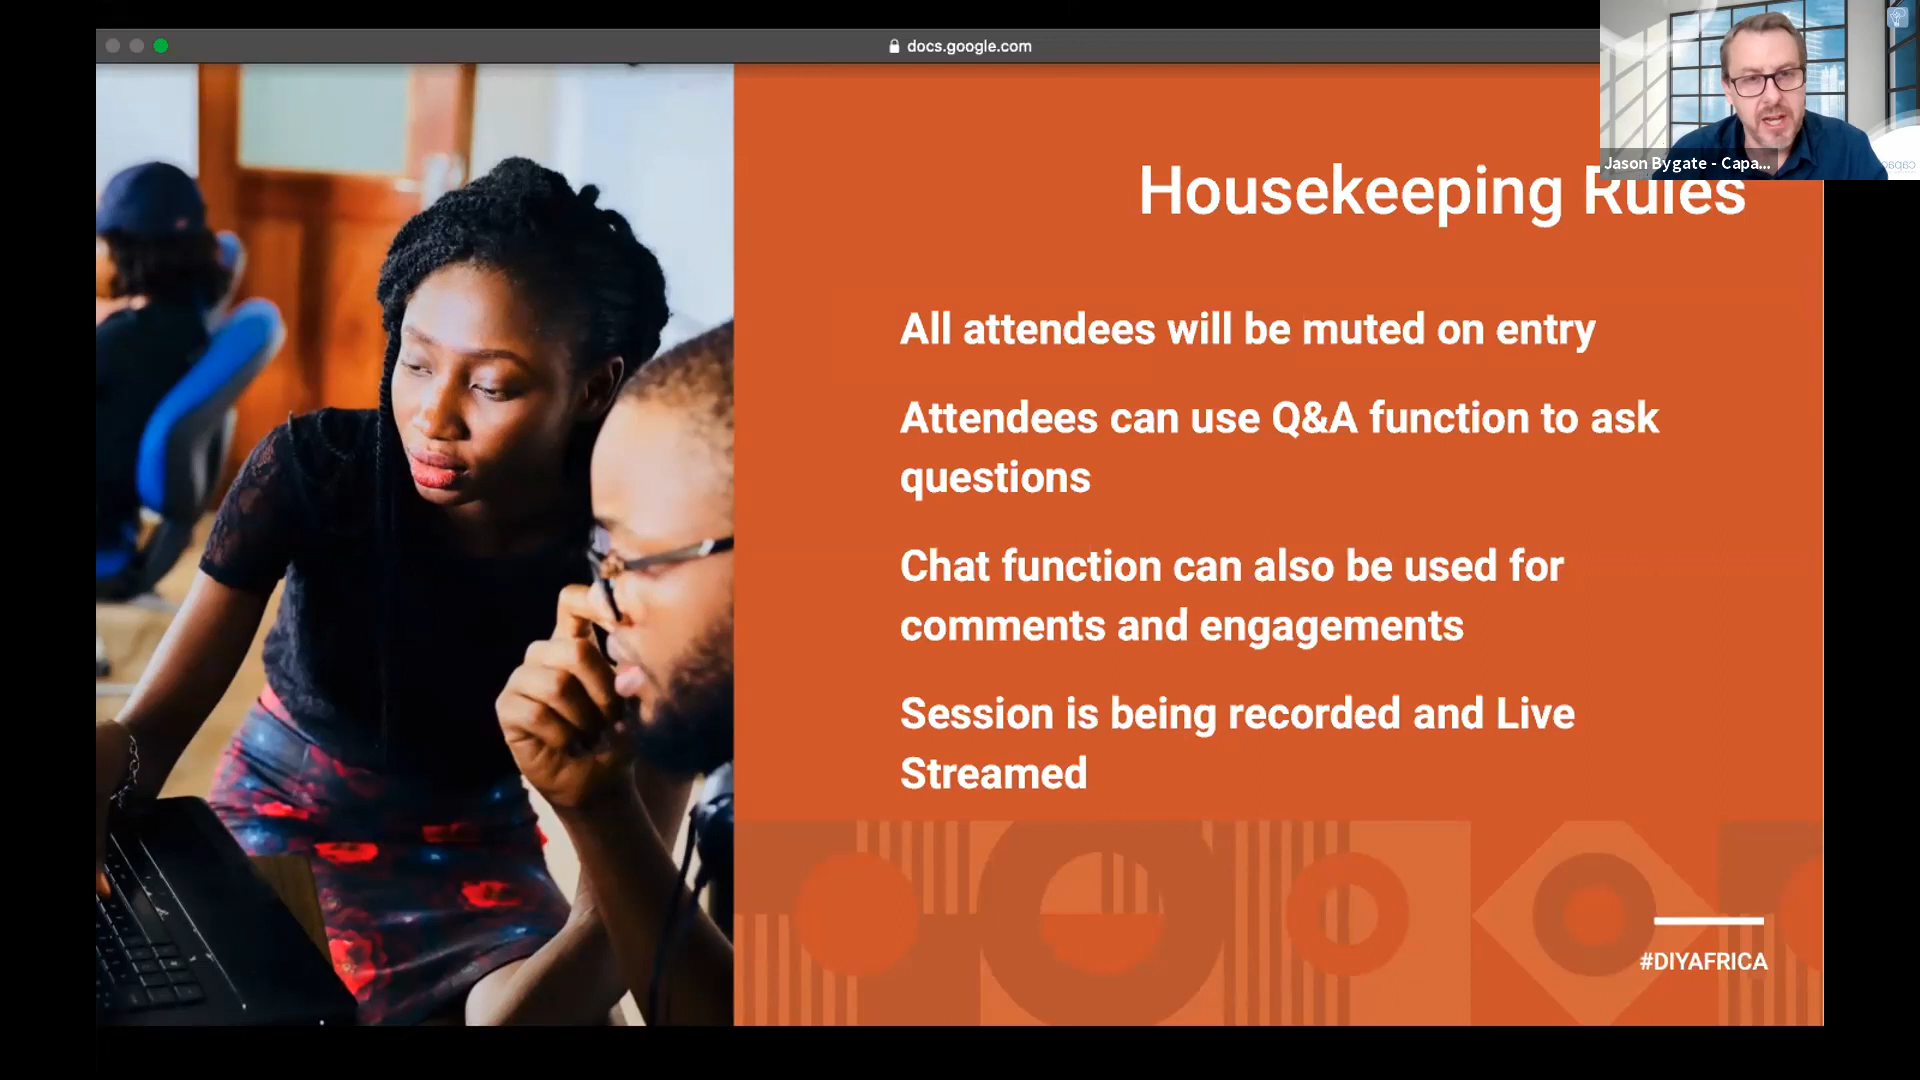 docs.google.com
Jason Bygate - Capa...
Housekeeping Rules
All attendees will be muted on entry
Attendees can use Q&A function to ask
questions
Chat function can also be used for
comments and engagements
Session is being recorded and Live
Streamed
#DIYAFRICA